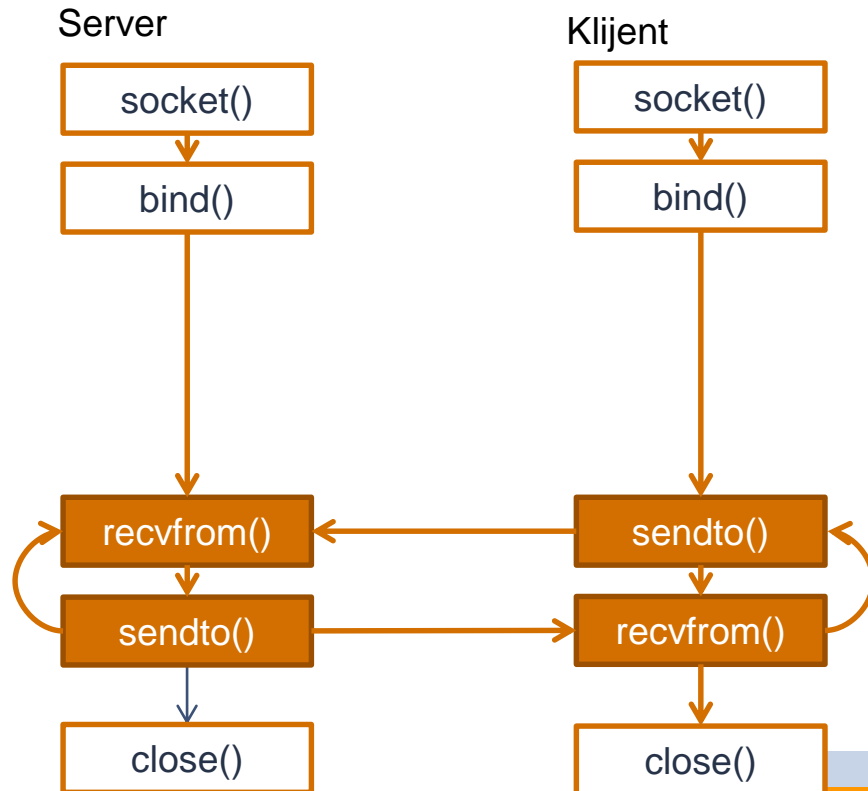 Server
Klijent
socket()
socket()
bind()
bind()
recvfrom()
sendto()
sendto()
recvfrom()
close()
close()